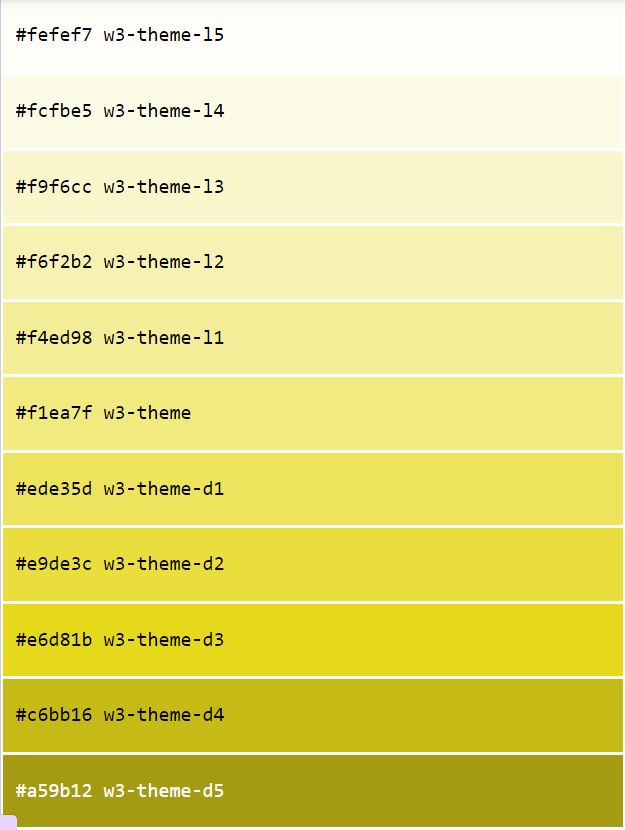 #fefef7 w3-theme-l5
#fcfbe5 w3-theme-l4
#f9f6cc w3-theme-l3
#f6f2b2 w3-theme-l2
#f4ed98 w3-theme-l1
#f1ea7f w3-theme
#ede35d w3-theme-d1
#e9de3c w3-theme-d2
#e6d81b w3-theme-d3
#c6bb16 w3-theme-d4
#a59b12 w3-theme-d5